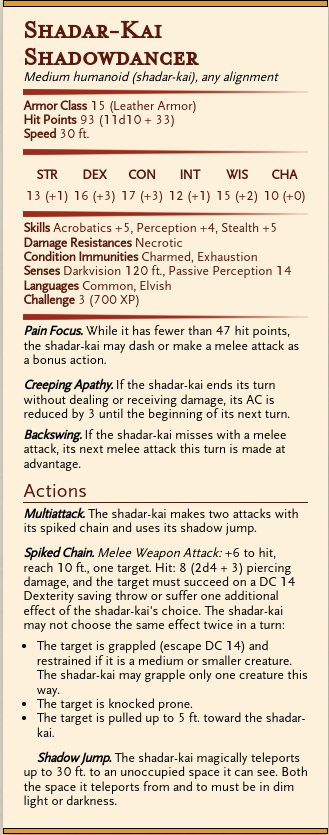 Shadar-Kai
Shadowdancer
Medium humanoid (shadar-kai), any alignment
Armor Class 15 (Leather Armor)
Hit Points 93 (11d10 + 33)
Speed 30 ft.
STR DEX CON INT WIS CHA
13 (+1) 16 (+3) 17 (+3) 12 (+1) 15 (+2) 10 (+0)
Skills Acrobatics +5, Perception +4, Stealth +5
Damage Resistances Necrotic
Condition Immunities Charmed, Exhaustion
Senses Darkvision 120 ft., Passive Perception 14
Languages Common, Elvish
Challenge 3 (700 XP)
Pain Focus. While it has fewer than 47 hit points,
the shadar-kai may dash or make a melee attack as
a bonus action.
Creeping Apathy. If the shadar-kai ends its turn
without dealing or receiving damage, its AC is
reduced by 3 until the beginning of its next turn.
Backswing. If the shadar-kai misses with a melee
attack, its next melee attack this turn is made at
advantage.
Actions
Multiattack. The shadar-kai makes two attacks with
its spiked chain and uses its shadow jump.
Spiked Chain. Melee Weapon Attack: +6 to hit,
reach 10 ft., one target. Hit: 8 (2d4 + 3) piercing
damage, and the target must succeed on a DC 14
Dexterity saving throw or suffer one additional
effect of the shadar-kai's choice. The shadar-kai
may not choose the same effect twice in a turn:
• The target is grappled (escape DC 14) and
restrained if it is a medium or smaller creature.
The shadar-kai may grapple only one creature this
way.
• The target is knocked prone.
• The target is pulled up to 5 ft. toward the shadar-
kai.
Shadow Jump. The shadar-kai magically teleports
up to 30 ft. to an unoccupied space it can see. Both
the space it teleports from and to must be in dim
light or darkness.